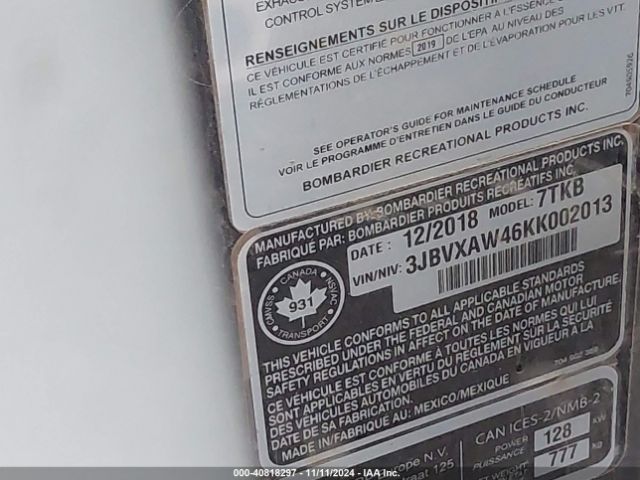 EXHAUS
CONTROL SYSTEM
RENSEIGNEMENTS SUR LE DISPOSITIF
CE VÉHICULE EST CERTIFIÉ POUR FONCTIONNER À L'ESSENCE
IL EST CONFORME AUX NORMES 2019 DE L'EPA AU NIVEAU DES
RÉGLEMENTATIONS DE L'ÉCHAPPEMENT ET DE L'ÉVAPORATION POUR LES VTT.
SEE OPERATOR'S GUIDE FOR MAINTENANCE SCHEDULE
VOIR LE PROGRAMME D'ENTRETIEN DANS LE GUIDE DU CONDUCTEUR
BOMBARDIER RECREATIONAL PRODUCTS INC.
MANUFACTURED BY: BOMBARDIER RECREATIONAL PRODUCTS INC.
FABRIQUÉ PAR: BOMBARDIER PRODUITS RÉCRÉATIFS INC.
DATE : 12/2018 MODEL: 7TKB
VIN/NIV: 3JBVXAW46KK002013
CANADA
CMVSS NSVAC
931
TRANSPORT
THIS VEHICLE CONFORMS TO ALL APPLICABLE STANDARDS
PRESCRIBED UNDER THE FEDERAL AND CANADIAN MOTOR
SAFETY REGULATIONS IN AFFECT ON THE DATE OF MANUFACTURE.
CE VÉHICULE EST CONFORME À TOUTES LES NORMES QUI LUI
SONT APPLICABLES EN VERTU DU RÈGLEMENT SUR LA SÉCURITÉ
DES VÉHICULES AUTOMOBILES DU CANADA EN VIGUEUR À LA
DATE DE SA FABRICATION.
MADE IN/FABRIQUÉ AU: MEXICO/MEXIQUE
CAN ICES-2/NMB-2
ope N.V.
raat 125
POWER
PUISSANCE 128 KW
777 kg
000-40818297 - 11/11/2024 - IAA Inc.